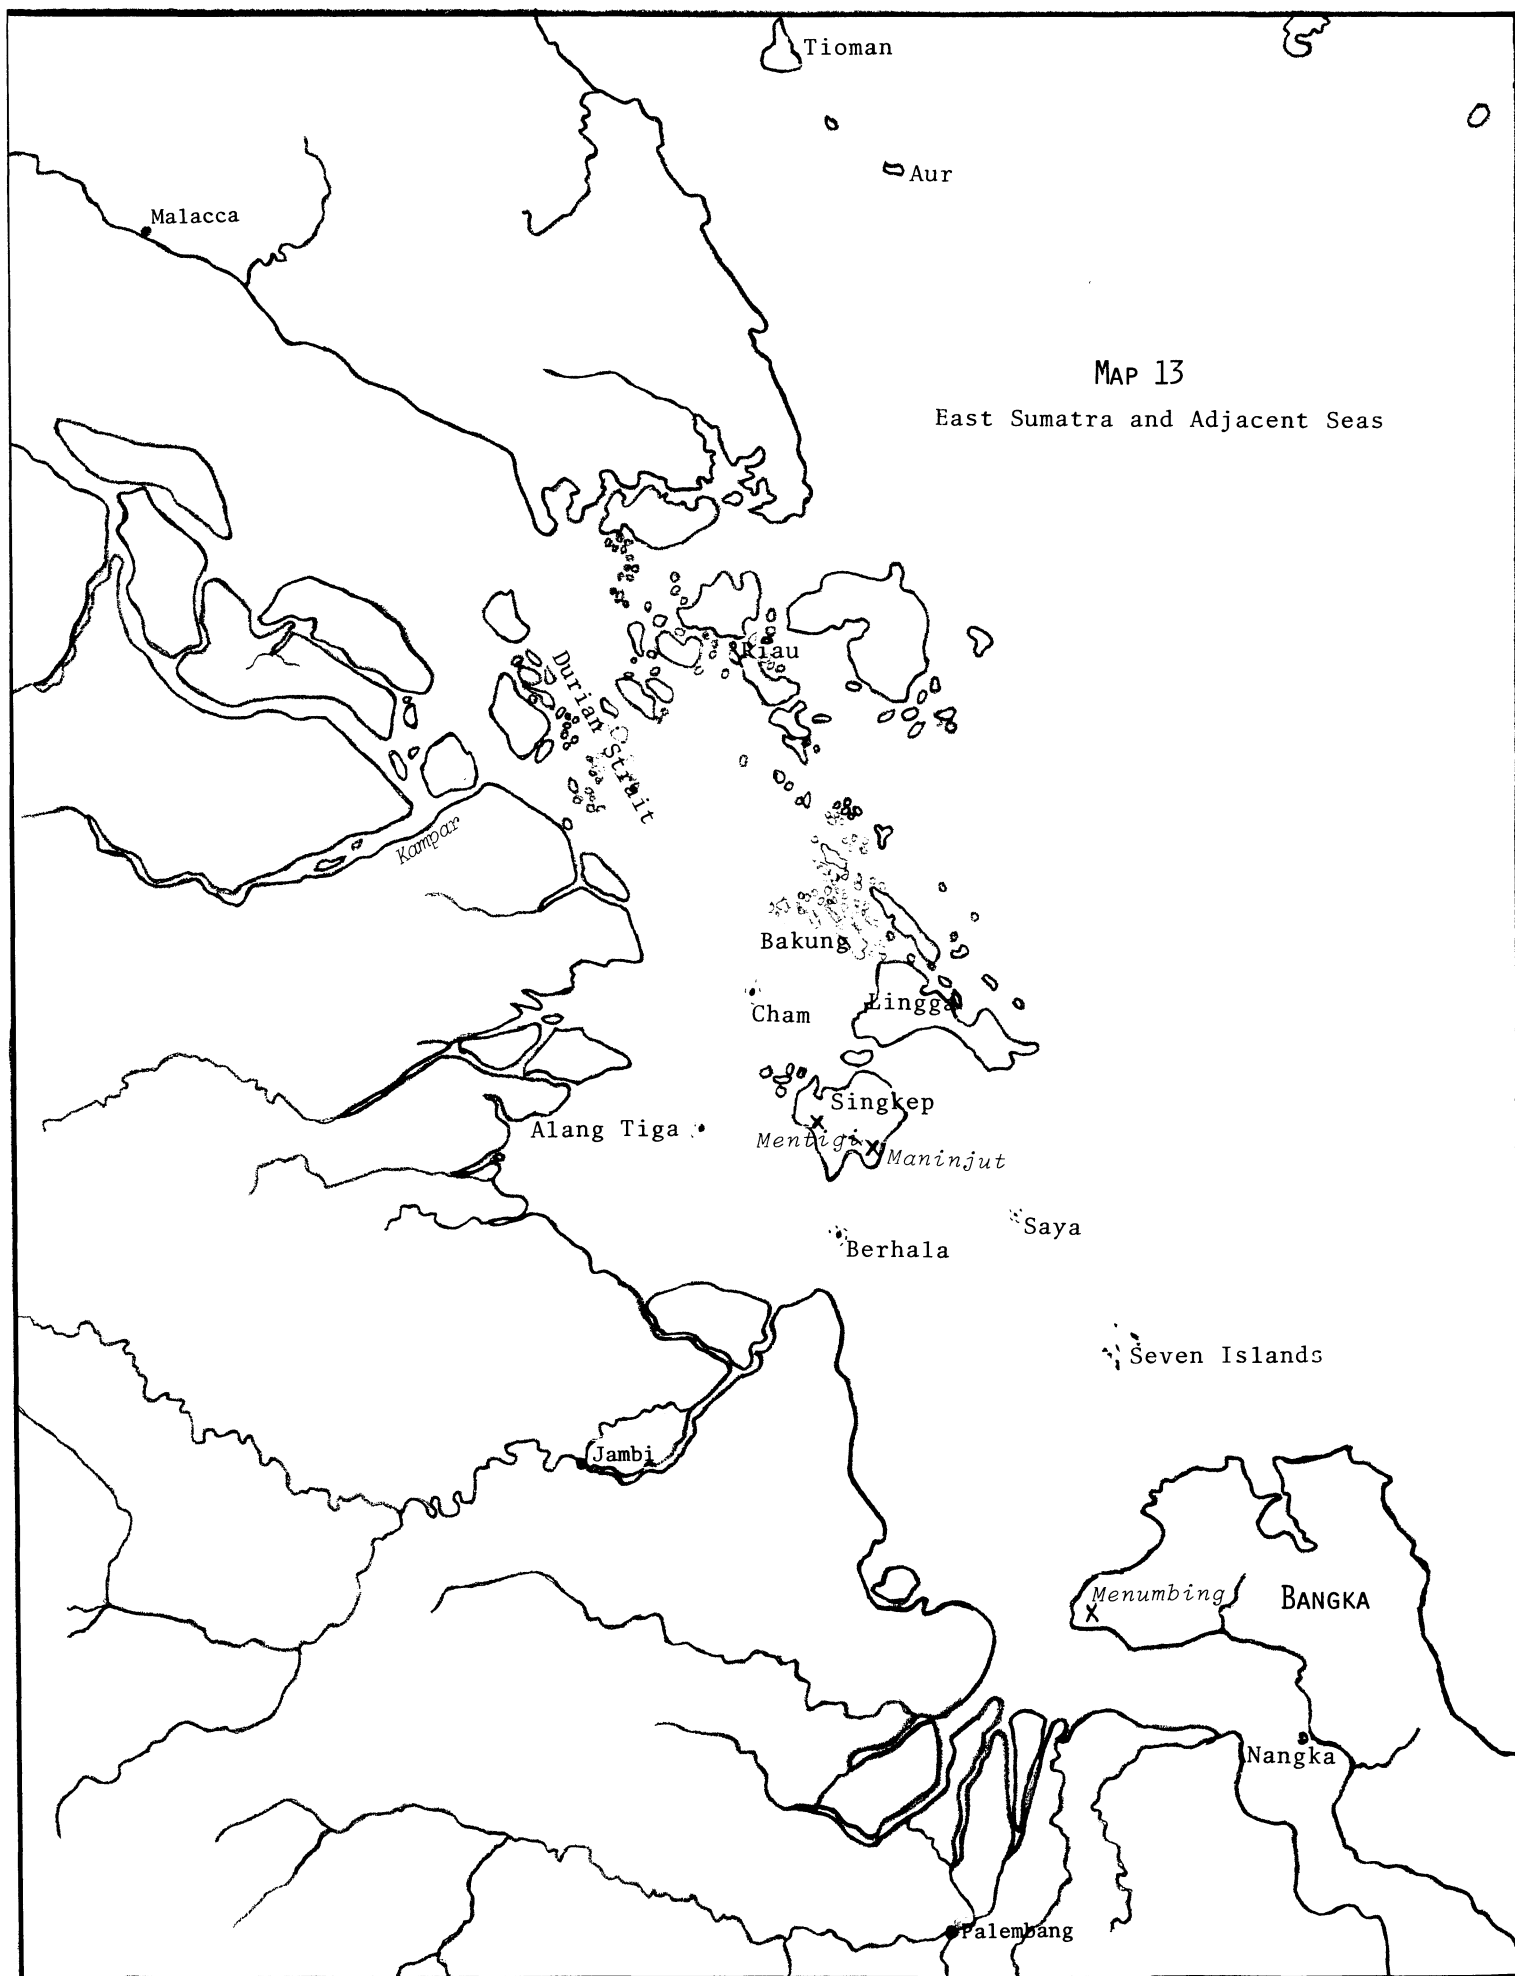 Tioman
Aur
Malacca
MAP 13
East Sumatra and Adjacent Seas
Riau
Durian Strait
Kampar
Bakung
Lingga
Cham
Singkep
Alang Tiga
Mentigi
Maninjut
Saya
Berhala
Seven Islands
Jambi
Menumbing
BANGKA
Nangka
Palembang